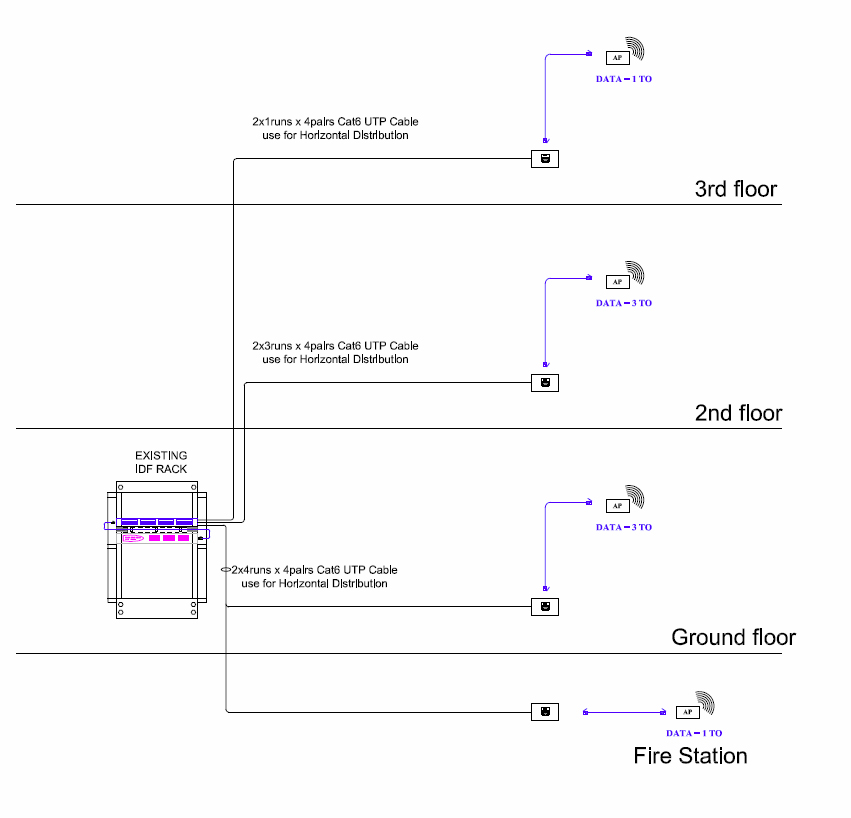 AP
DATA - 1 TO
2x1runs x 4pairs Cat6 UTP Cable
use for Horizontal Distribution
3rd floor
AP
DATA - 3 TO
2x3runs x 4pairs Cat6 UTP Cable
use for Horizontal Distribution
2nd floor
EXISTING
IDF RACK
AP
DATA - 3 TO
2x4runs x 4pairs Cat6 UTP Cable
use for Horizontal Distribution
Ground floor
AP
DATA - 1 TO
Fire Station